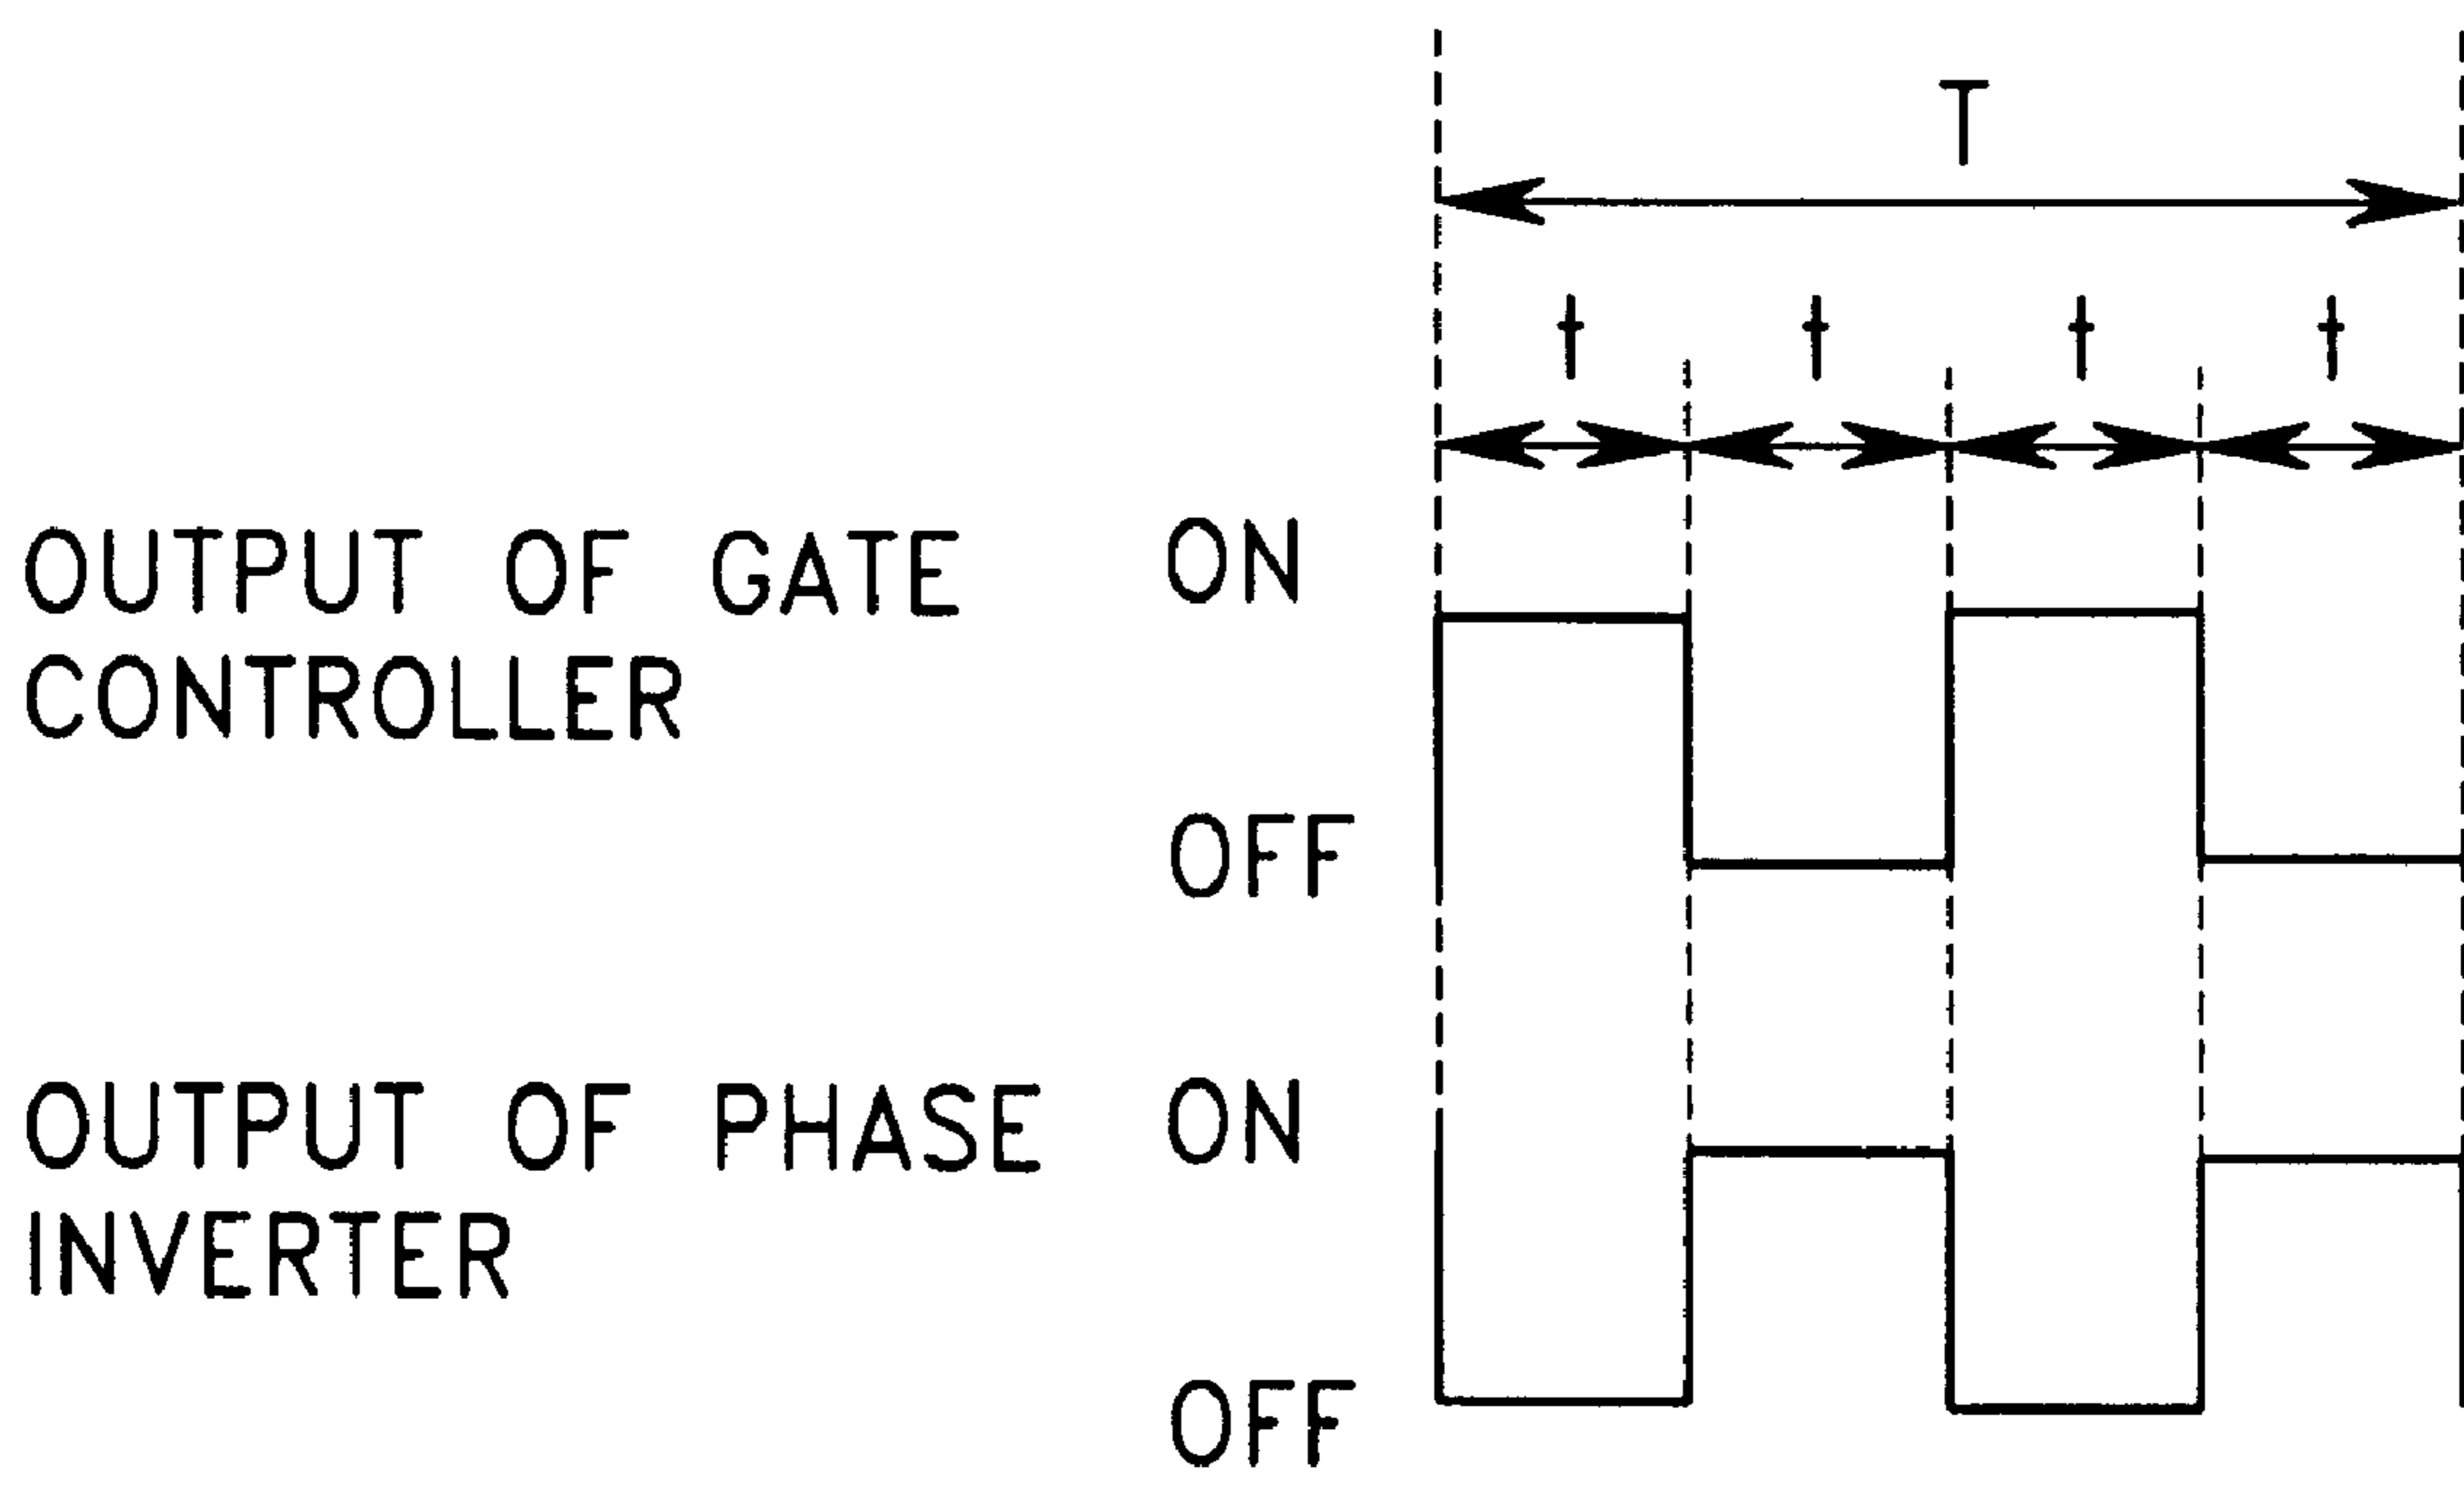 T
t t t t
OUTPUT OF GATE CONTROLLER
ON
OFF
OUTPUT OF PHASE INVERTER
ON
OFF